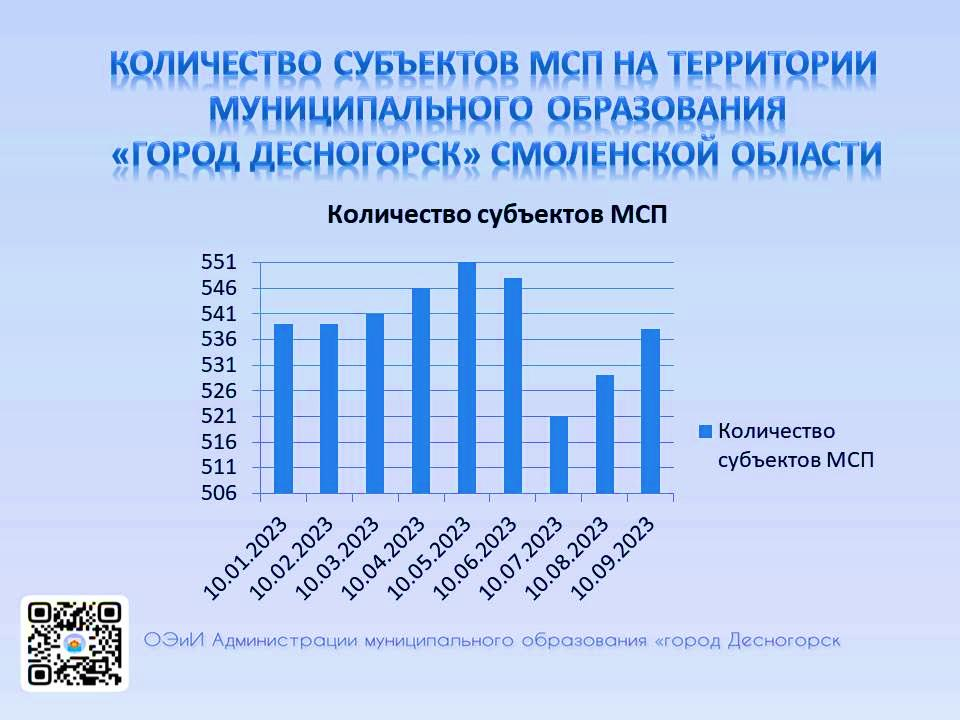 КОЛИЧЕСТВО СУБЪЕКТОВ МСП НА ТЕРРИТОРИИ
МУНИЦИПАЛЬНОГО ОБРАЗОВАНИЯ
«ГОРОД ДЕСНОГОРСК» СМОЛЕНСКОЙ ОБЛАСТИ
Количество субъектов МСП
551
546
541
536
531
526
521
516
511
506
10.01.2023
10.02.2023
10.03.2023
10.04.2023
10.05.2023
10.06.2023
10.07.2023
10.08.2023
10.09.2023
Количество
субъектов МСП
ОЭиИ Администрации муниципального образования «город Десногорск